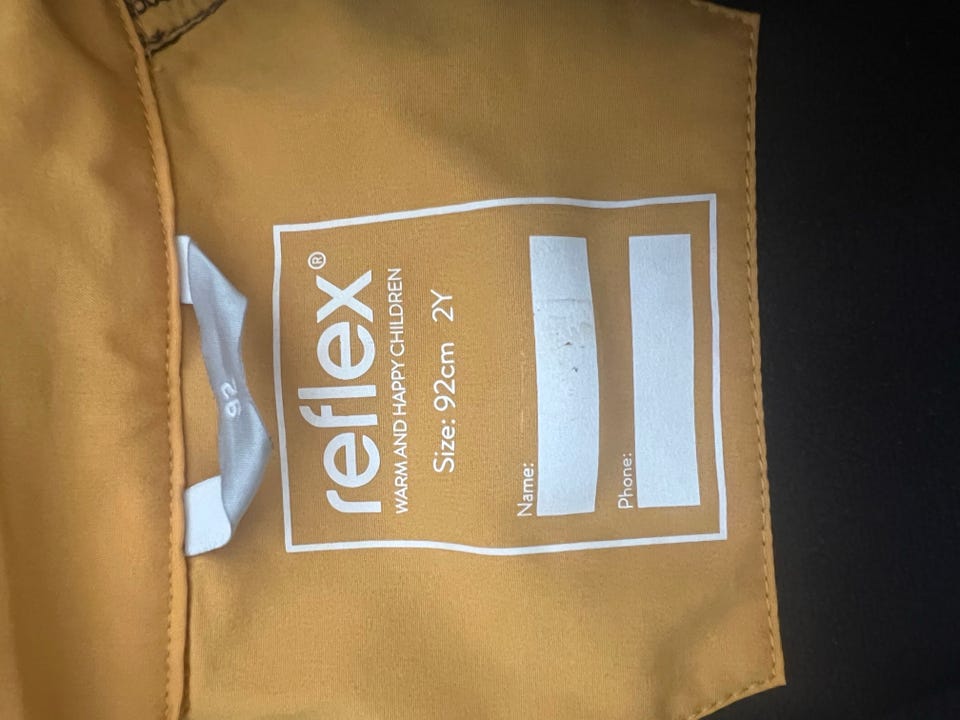 92
reflex®
WARM AND HAPPY CHILDREN
Size: 92cm 2Y
Name:
Phone: